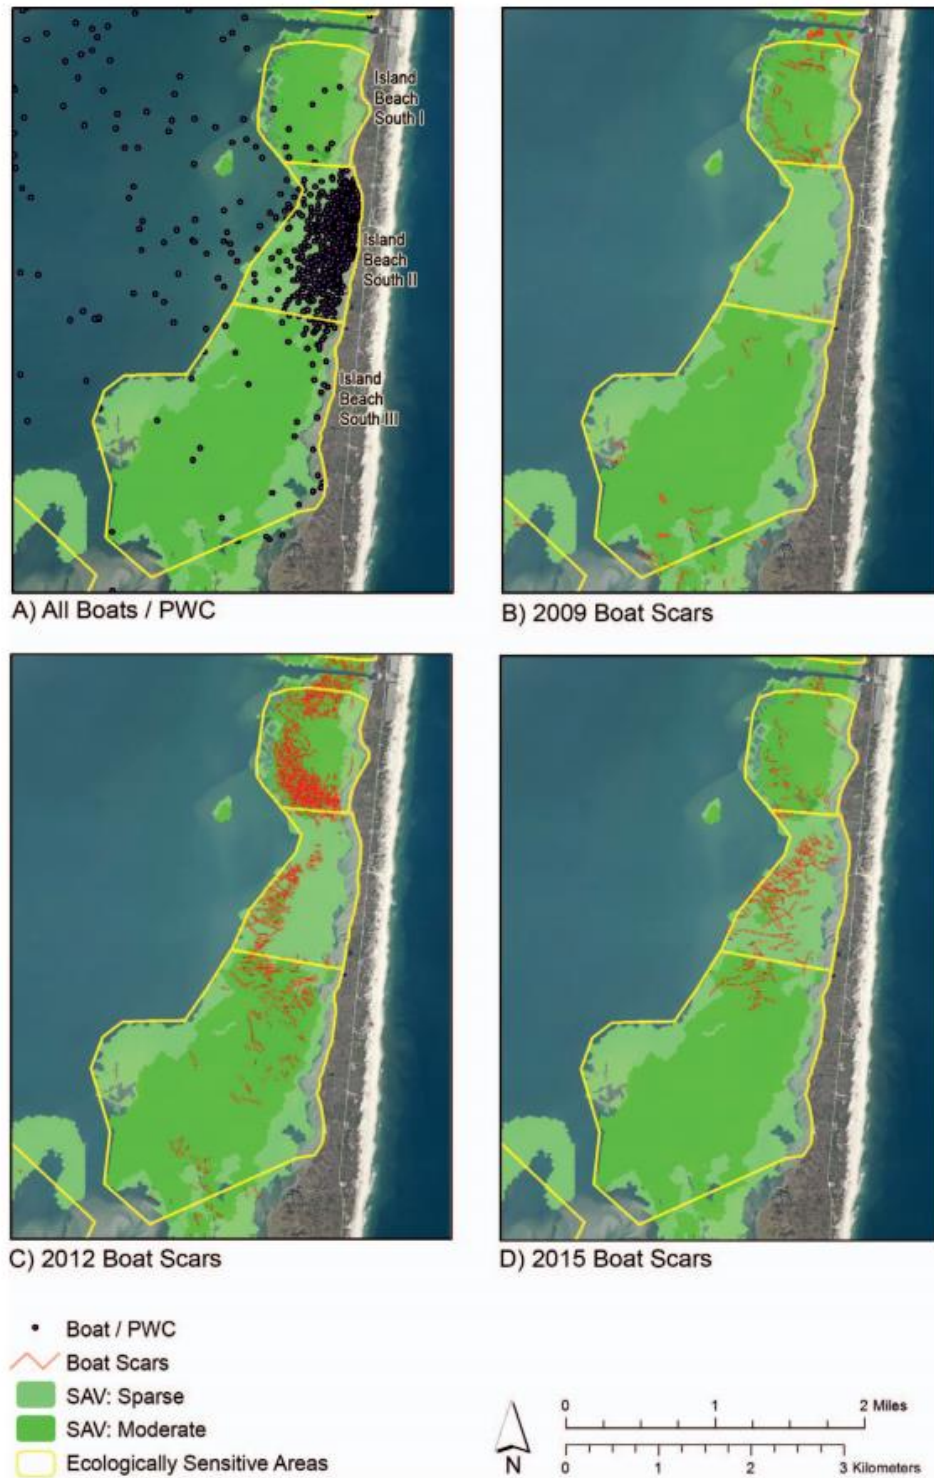 Island
Beach
South I
Island
Beach
South II
Island
Beach
South III
A) All Boats / PWC
B) 2009 Boat Scars
C) 2012 Boat Scars
D) 2015 Boat Scars
Boat / PWC
Boat Scars
SAV: Sparse
SAV: Moderate
Ecologically Sensitive Areas
N
0 1 2 Miles
0 1 2 3 Kilometers